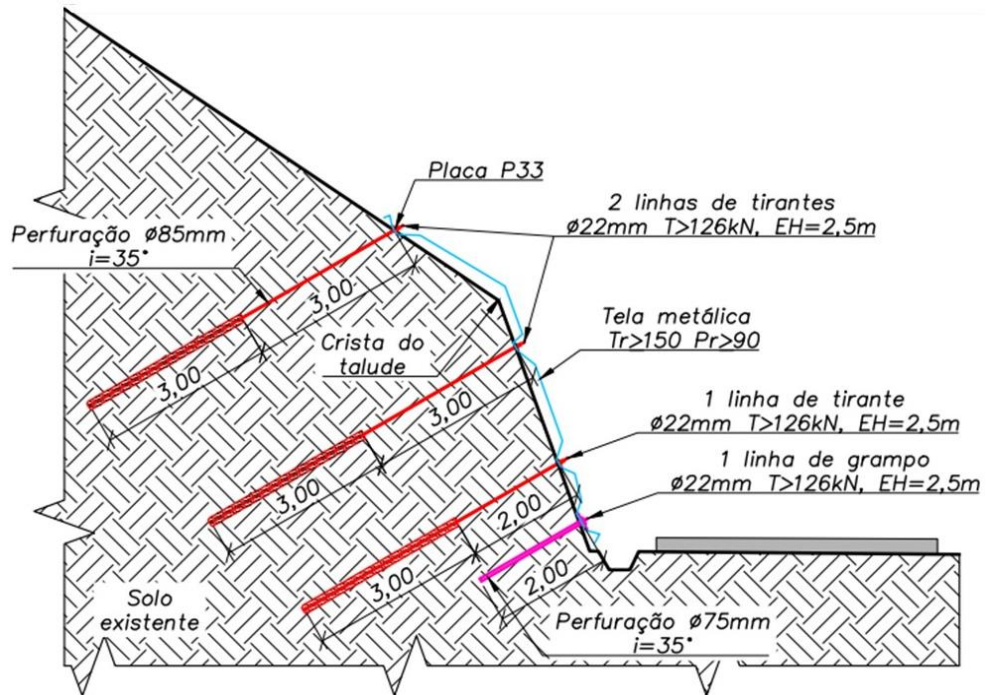 Placa P33
2 linhas de tirantes
ø22mm T>126kN, EH=2,5m
Perfuração ø85mm
i=35°
3,00
Tela metálica
Tr≥150 Pr≥90
Crista do
talude
3,00
3,00
1 linha de tirante
ø22mm T>126kN, EH=2,5m
1 linha de grampo
ø22mm T>126kN, EH=2,5m
3,00
2,00
3,00
2,00
Solo
existente
Perfuração ø75mm
i=35°